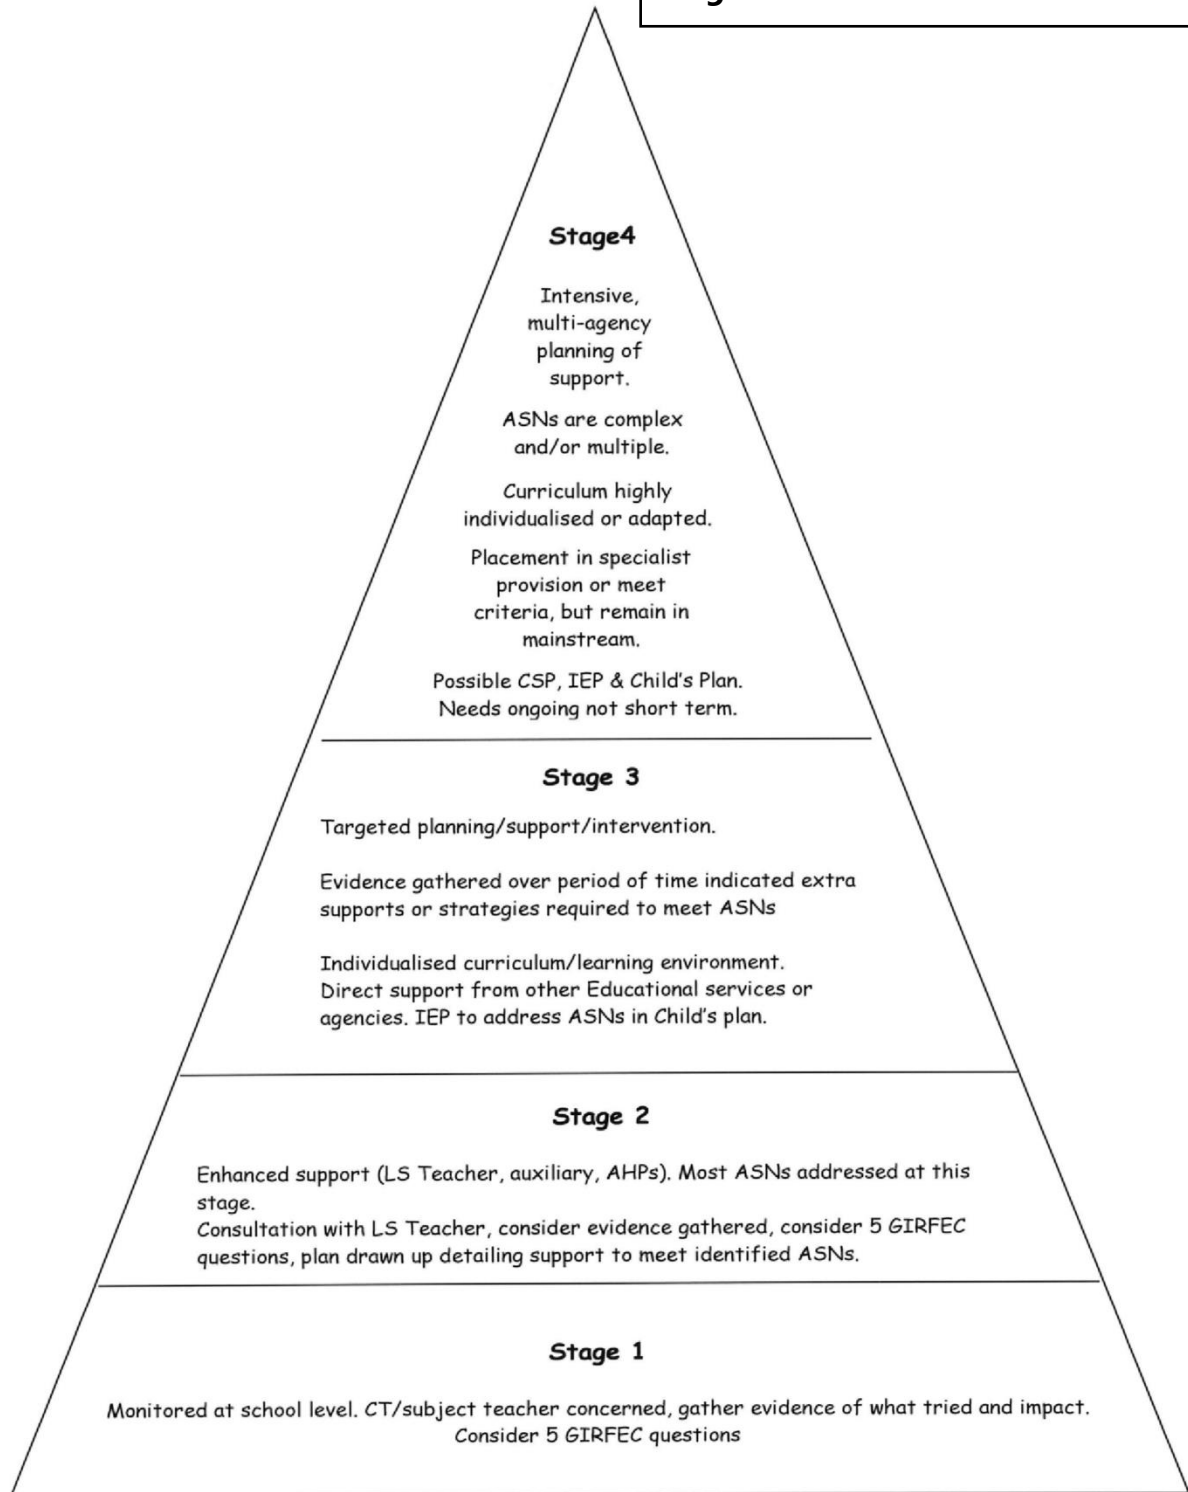 Stage4
Intensive,
multi-agency
planning of
support.
ASNs are complex
and/or multiple.
Curriculum highly
individualised or adapted.
Placement in specialist
provision or meet
criteria, but remain in
mainstream.
Possible CSP, IEP & Child's Plan.
Needs ongoing not short term.
Stage 3
Targeted planning/support/intervention.
Evidence gathered over period of time indicated extra
supports or strategies required to meet ASNs
Individualised curriculum/learning environment.
Direct support from other Educational services or
agencies. IEP to address ASNs in Child's plan.
Stage 2
Enhanced support (LS Teacher, auxiliary, AHPs). Most ASNs addressed at this
stage.
Consultation with LS Teacher, consider evidence gathered, consider 5 GIRFEC
questions, plan drawn up detailing support to meet identified ASNs.
Stage 1
Monitored at school level. CT/subject teacher concerned, gather evidence of what tried and impact.
Consider 5 GIRFEC questions